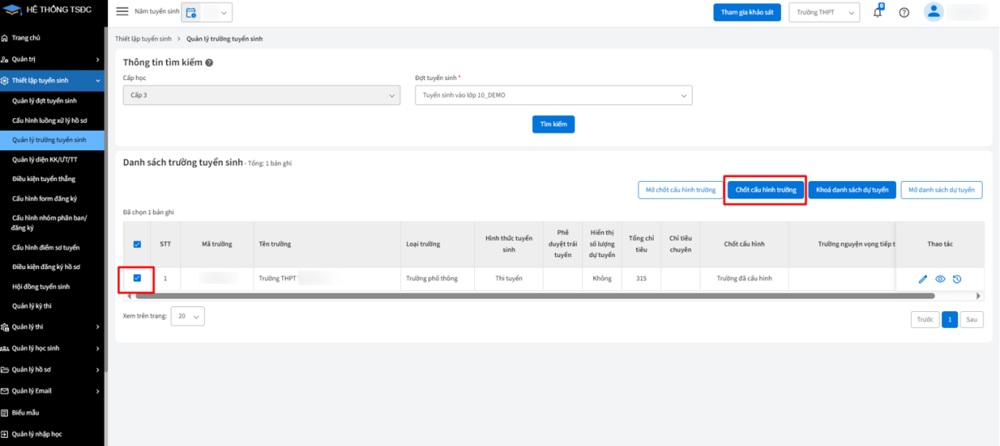 HỆ THỐNG TSĐC
Năm tuyển sinh
Tham gia khảo sát
Trường THPT
0
Trang chủ
Quản trị
Thiết lập tuyển sinh
Quản lý đợt tuyển sinh
Cấu hình luồng xử lý hồ sơ
Quản lý trường tuyển sinh
Quản lý diện KK/ƯT/TT
Điều kiện tuyển thẳng
Cấu hình form đăng ký
Cấu hình nhóm phân ban/
đăng ký
Cấu hình điểm sơ tuyển
Điều kiện đăng ký hồ sơ
Hội đồng tuyển sinh
Quản lý kỳ thi
Quản lý thi
Quản lý học sinh
Quản lý hồ sơ
Quản lý Email
Biểu mẫu
Quản lý nhập học
Thiết lập tuyển sinh > Quản lý trường tuyển sinh
Thông tin tìm kiếm
Cấp học
Đợt tuyển sinh *
Cấp 3
Tuyển sinh vào lớp 10_DEMO
Tìm kiếm
Danh sách trường tuyển sinh - Tổng: 1 bản ghi
Mở chốt cấu hình trường
Chốt cấu hình trường
Khoá danh sách dự tuyển
Mở danh sách dự tuyển
Đã chọn 1 bản ghi
STT
Mã trường
Tên trường
Loại trường
Hình thức tuyển
sinh
Phê
duyệt trái
tuyến
Hiển thị
số lượng
dự tuyển
Tổng chỉ
tiêu
Chỉ tiêu
chuyên
Chốt cấu hình
Trường nguyện vọng tiếp t
Thao tác
1
Trường THPT
Trường phổ thông
Thi tuyển
Không
315
Trường đã cấu hình
Xem trên trang:
20
Trước
1
Sau